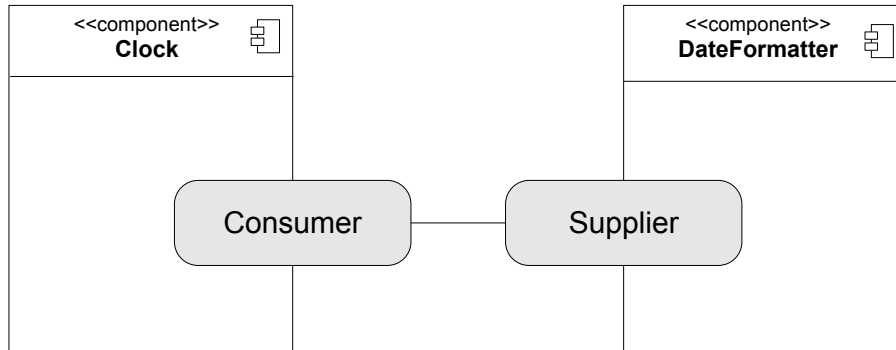 <<component>>
Clock
<<component>>
DateFormatter
Consumer
Supplier